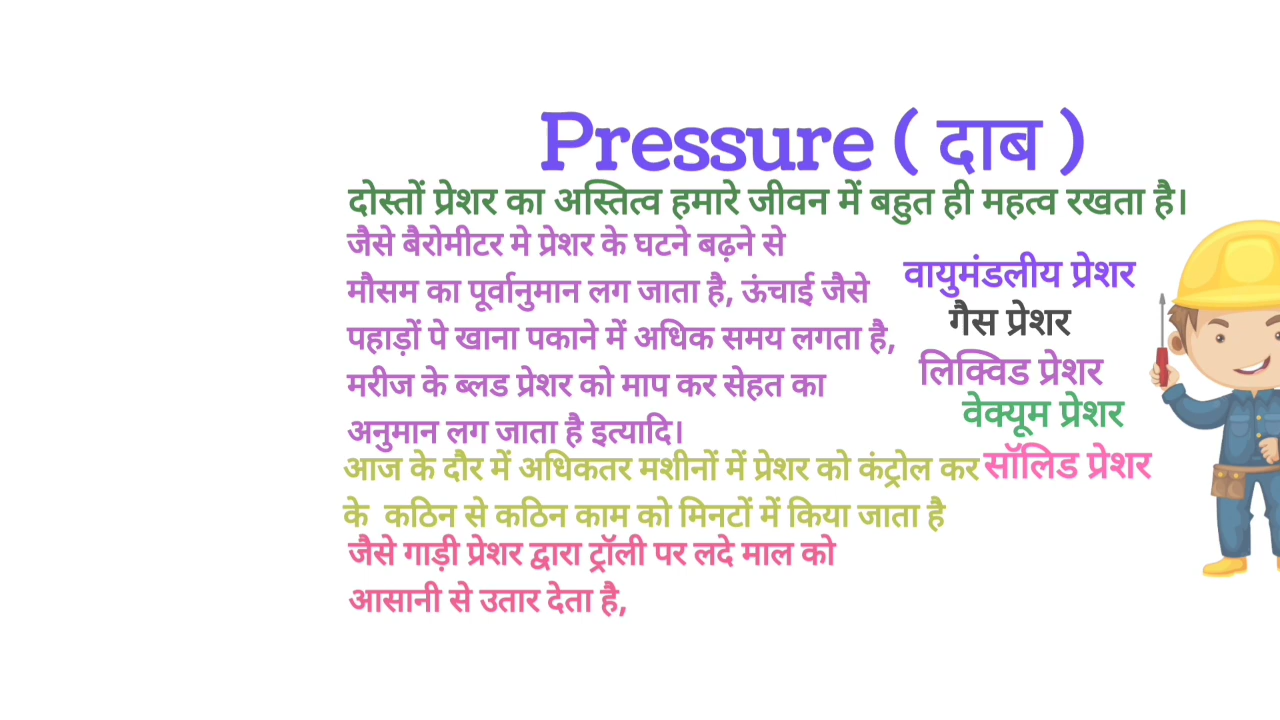 Pressure ( दाब )
दोस्तों प्रेशर का अस्तित्व हमारे जीवन में बहुत ही महत्व रखता है।
जैसे बैरोमीटर मे प्रेशर के घटने बढ़ने से
मौसम का पूर्वानुमान लग जाता है, ऊंचाई जैसे
पहाड़ों पे खाना पकाने में अधिक समय लगता है,
मरीज के ब्लड प्रेशर को माप कर सेहत का
अनुमान लग जाता है इत्यादि।
आज के दौर में अधिकतर मशीनों में प्रेशर को कंट्रोल कर
के कठिन से कठिन काम को मिनटों में किया जाता है
जैसे गाड़ी प्रेशर द्वारा ट्रॉली पर लदे माल को
आसानी से उतार देता है,
वायुमंडलीय प्रेशर
गैस प्रेशर
लिक्विड प्रेशर
वेक्यूम प्रेशर
सॉलिड प्रेशर